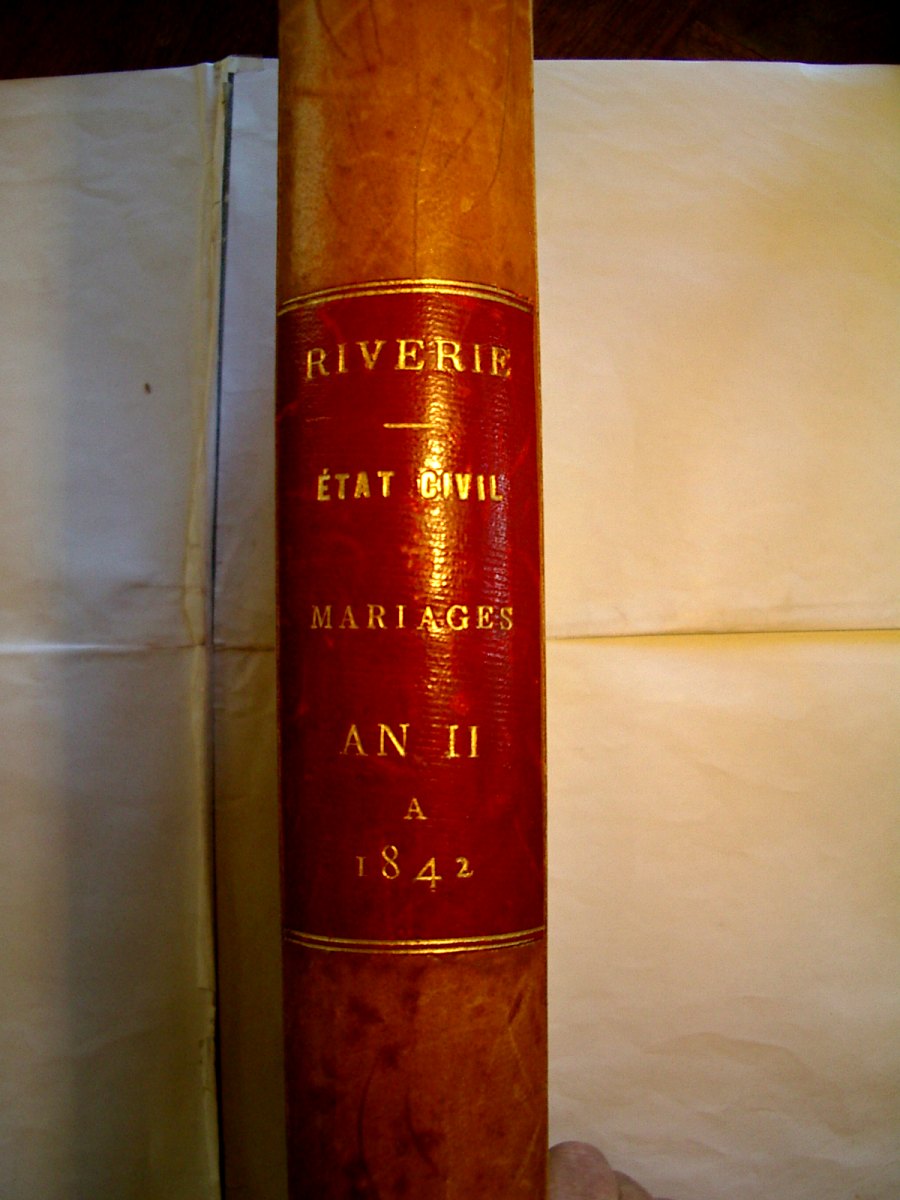 RIVERIE
ÉTAT CIVIL
MARIAGES
AN II
A
1842